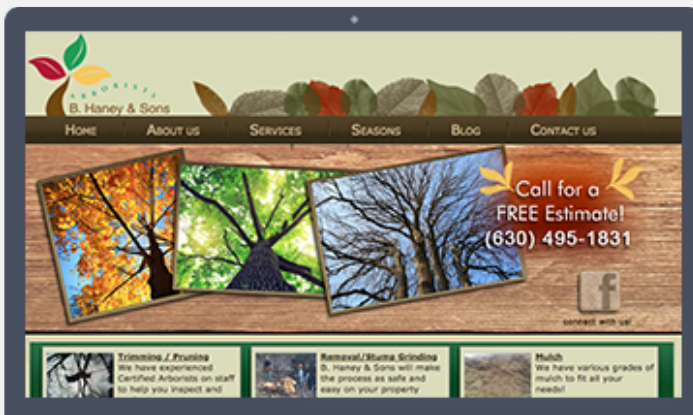 ARBORISTS
B. Haney & Sons
HOME
ABOUT US
SERVICES
SEASONS
BLOG
CONTACT US
Call for a
FREE Estimate!
(630) 495-1831
f
connect with us!
Trimming / Pruning
We have experienced
Certified Arborists on staff
to help you inspect and
Removal/Stump Grinding
B. Haney & Sons will make
the process as safe and
easy on your property
Mulch
We have various grades of
mulch to fit all your
needs!